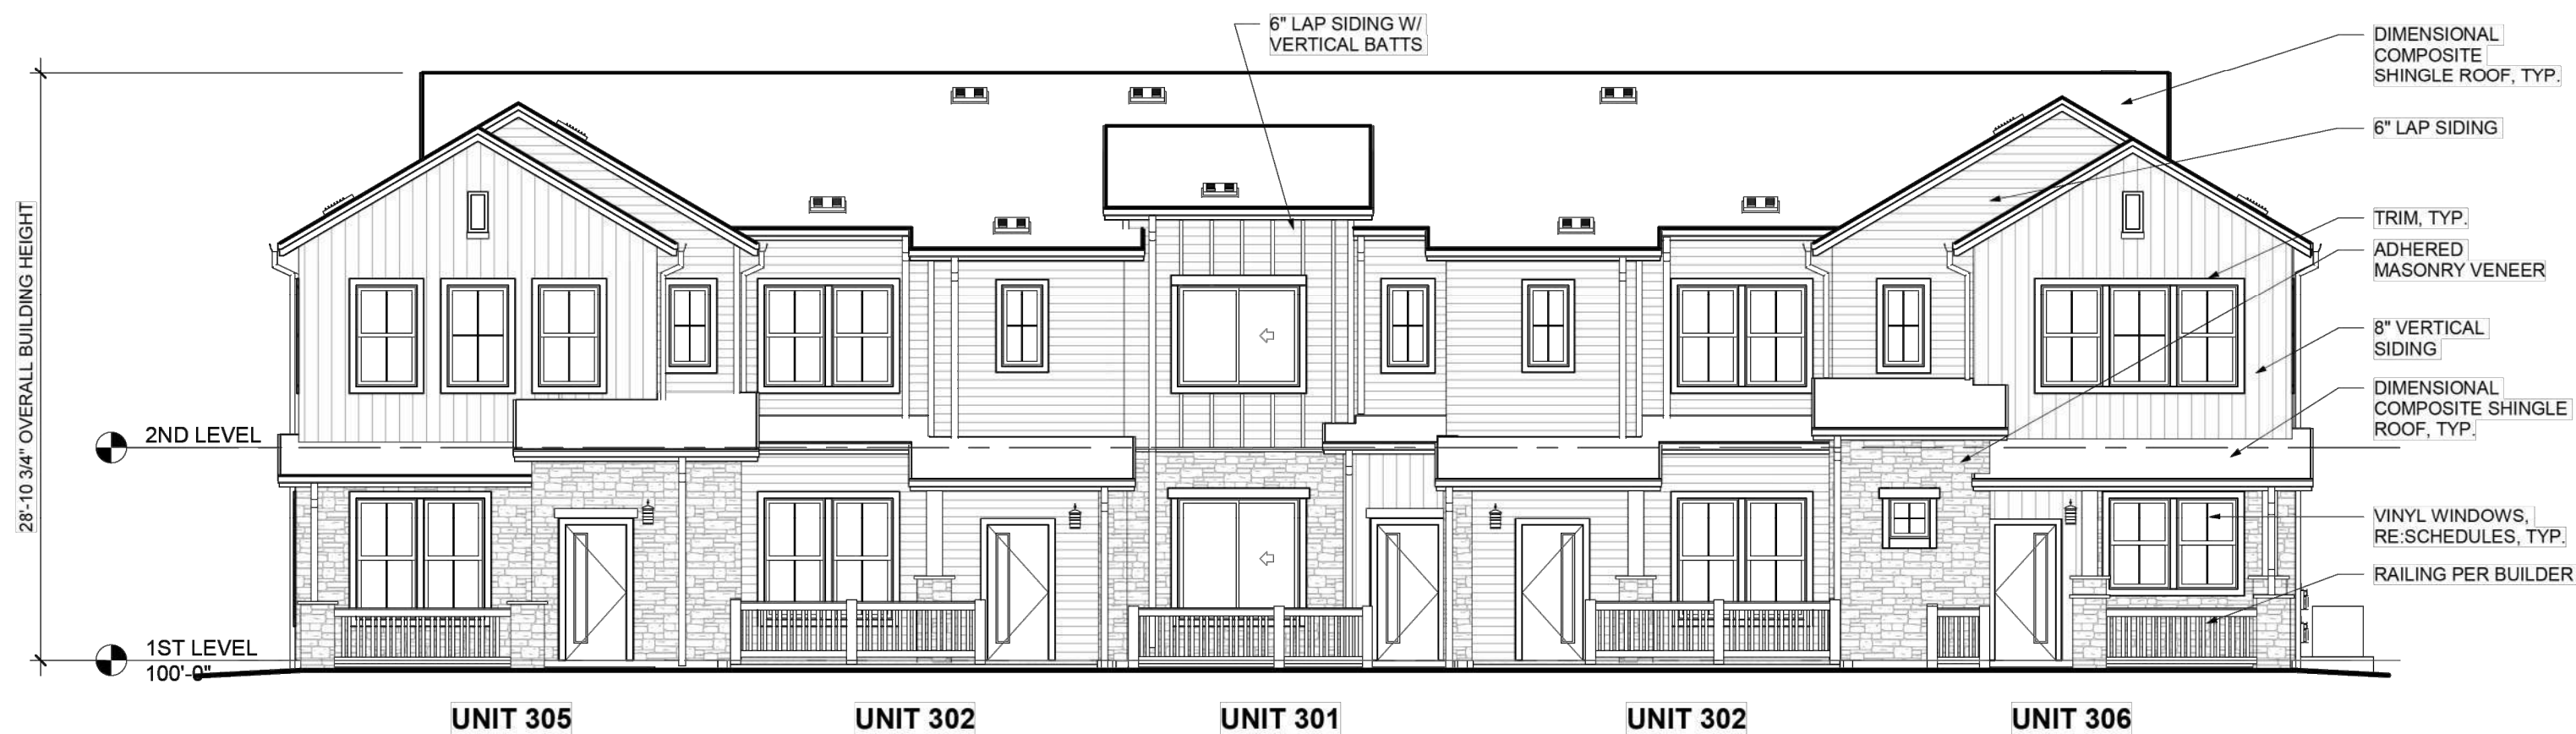 6" LAP SIDING W/
VERTICAL BATTS
DIMENSIONAL
COMPOSITE
SHINGLE ROOF, TYP.
6" LAP SIDING
TRIM, TYP.
ADHERED
MASONRY VENEER
8" VERTICAL
SIDING
DIMENSIONAL
COMPOSITE SHINGLE
ROOF, TYP.
VINYL WINDOWS,
RE:SCHEDULES, TYP.
RAILING PER BUILDER
28'-10 3/4" OVERALL BUILDING HEIGHT
2ND LEVEL
1ST LEVEL
100'-0"
UNIT 305
UNIT 302
UNIT 301
UNIT 302
UNIT 306